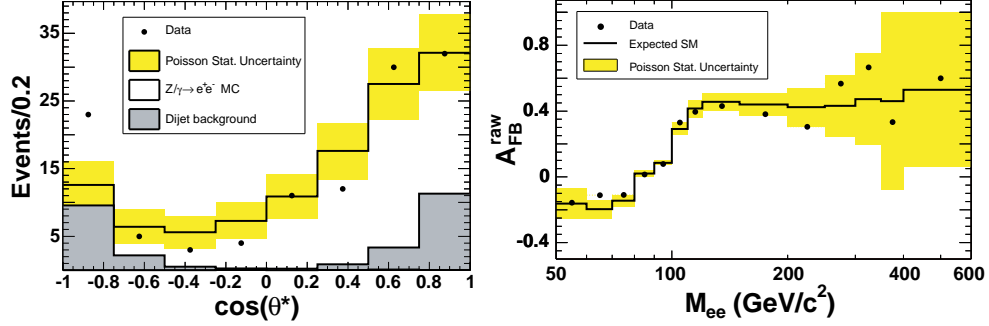 Events/0.2
35
25
15
5
Data
Poisson Stat. Uncertainty
Z/γ→ e⁺e⁻ MC
Dijet background
-1 -0.8 -0.6 -0.4 -0.2 0 0.2 0.4 0.6 0.8 1
cos(θ*)
A_FB^raw
0.8
0.4
0
-0.4
Data
Expected SM
Poisson Stat. Uncertainty
50 100 200 300 400 600
M_ee (GeV/c²)